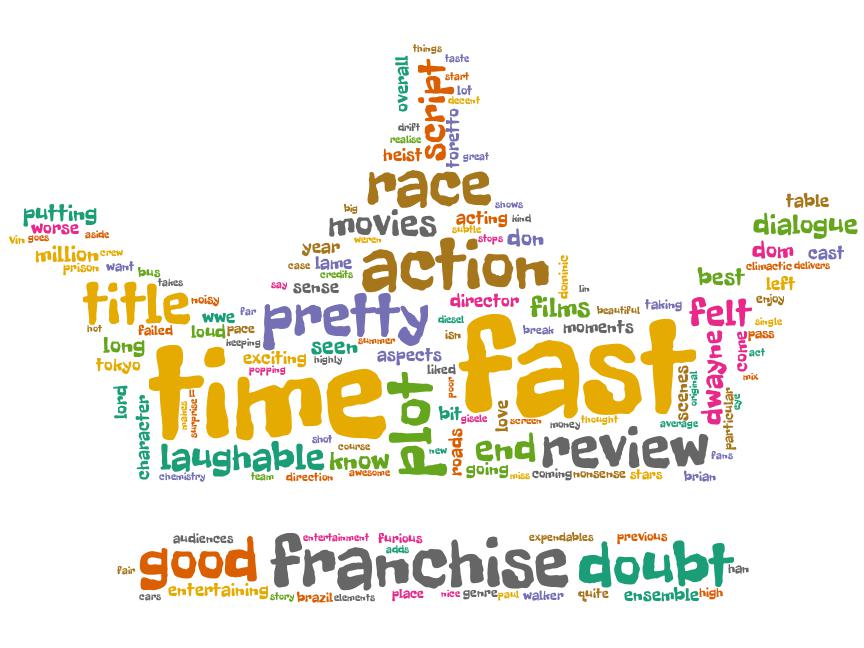 things
taste
overall
script
start
lot
decent
drift
toretto
realise
heist
great
race
big
shows
movies
acting
kind
subtle
weren
stops
don
year
case
lame
credits
action
dominic
say
sense
lin
putting
worse
aside
vin
goes
million
crew
prison
want
bus
takes
title
noisy
wwe
far
hot
failed
loud
pace
long
keeping
tokyo
table
dialogue
dom
cast
climactic
delivers
best
left
enjoy
felt
single
pass
come
act
mix
dwayne
pretty
director
films
beautiful
taking
diesel
break
moments
isn
seen
summer
exciting
highly
aspects
popping
liked
poor
time
fast
scenes
original
particular
eye
lord
character
makes
surprise
ll
plot
bit
gisele
love
screen
money
thought
average
shot
course
new
roads
end
review
fans
laughable
know
going
miss
coming
nonsense
stars
brian
chemistry
team
direction
awesome
audiences
entertainment
furious
adds
expendables
previous
fair
good
franchise
doubt
han
cars
entertaining
story
brazil
elements
place
nice
genre
paul
walker
quite
ensemble
high